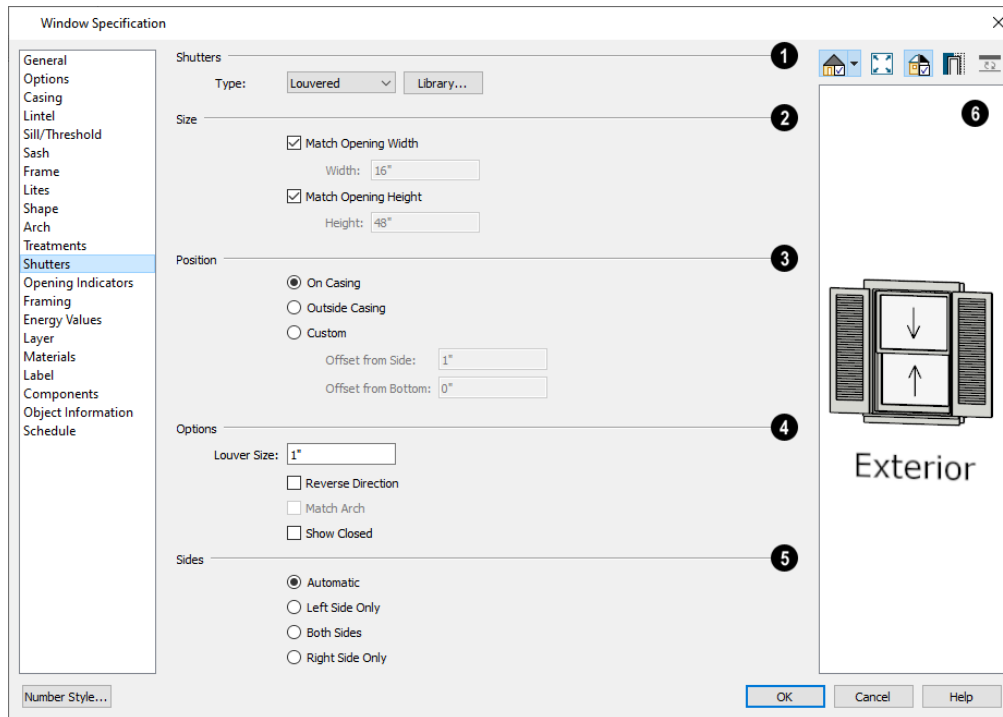 Window Specification
General
Options
Casing
Lintel
Sill/Threshold
Sash
Frame
Lites
Shape
Arch
Treatments
Shutters
Opening Indicators
Framing
Energy Values
Layer
Materials
Label
Components
Object Information
Schedule
Shutters
1
Type: Louvered Library...
Size
2
Match Opening Width
Width: 16"
Match Opening Height
Height: 48"
Position
3
On Casing
Outside Casing
Custom
Offset from Side: 1"
Offset from Bottom: 0"
Options
4
Louver Size: 1"
Reverse Direction
Match Arch
Show Closed
Sides
5
Automatic
Left Side Only
Both Sides
Right Side Only
6
Exterior
Number Style... OK Cancel Help